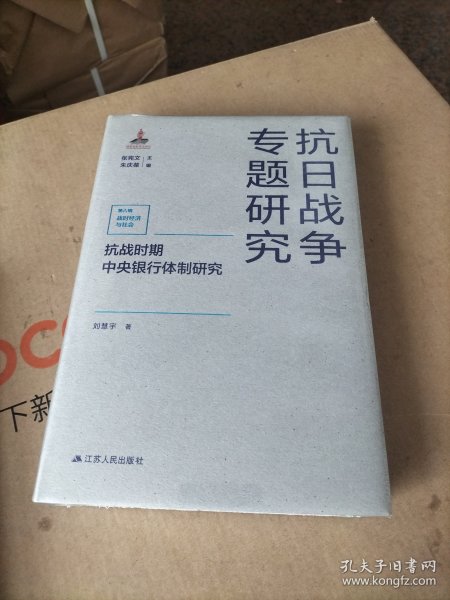 抗日战争
专题研究
张宪文 主
朱庆葆 编
第六辑
战时经济
与社会
抗战时期
中央银行体制研究
刘慧宇 著
江苏人民出版社
下新
孔夫子旧书网
www.kongfz.com